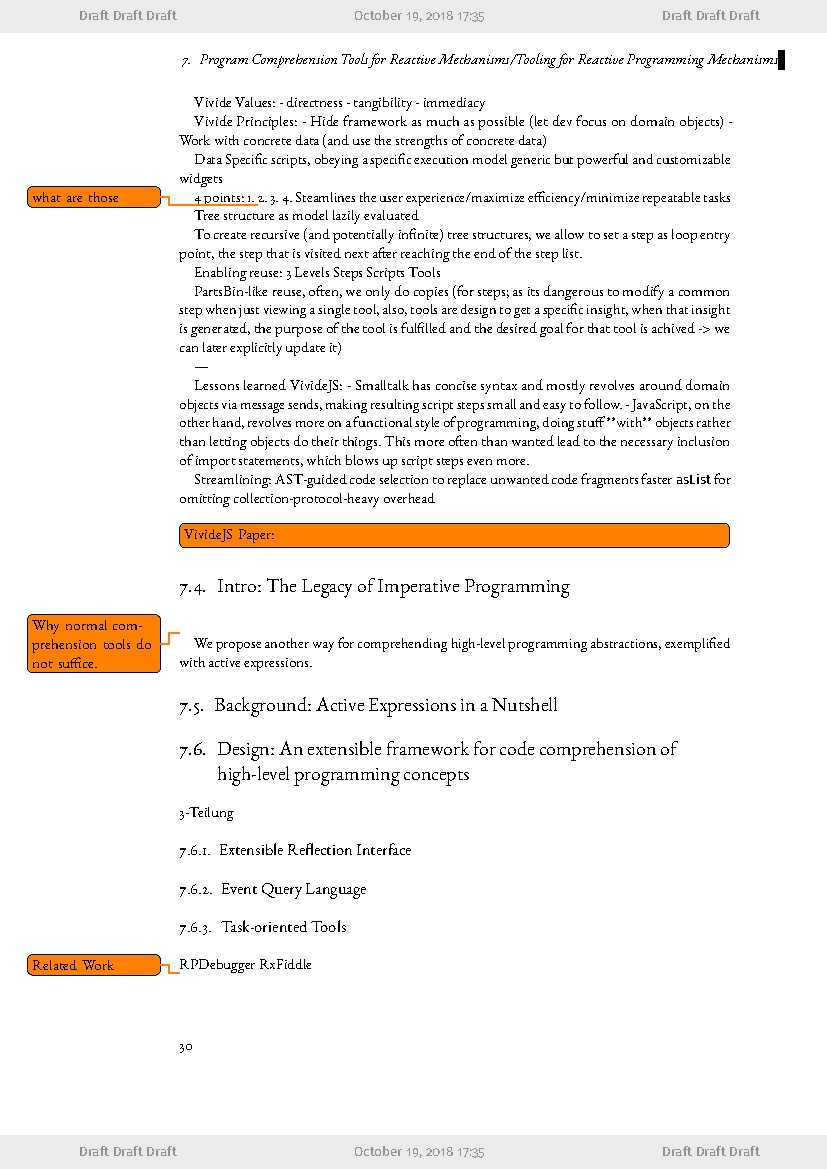 Draft Draft Draft October 19, 2018 17:35 Draft Draft Draft
7. Program Comprehension Tools for Reactive Mechanisms/Tooling for Reactive Programming Mechanisms
Vivide Values: - directness - tangibility - immediacy
Vivide Principles: - Hide framework as much as possible (let dev focus on domain objects) -
Work with concrete data (and use the strengths of concrete data)
Data Specific scripts, obeying a specific execution model generic but powerful and customizable
widgets
what are those
4 points: 1. 2. 3. 4. Steamlines the user experience/maximize efficiency/minimize repeatable tasks
Tree structure as model lazily evaluated
To create recursive (and potentially infinite) tree structures, we allow to set a step as loop entry
point, the step that is visited next after reaching the end of the step list.
Enabling reuse: 3 Levels Steps Scripts Tools
PartsBin-like reuse, often, we only do copies (for steps; as its dangerous to modify a common
step when just viewing a single tool, also, tools are design to get a specific insight, when that insight
is generated, the purpose of the tool is fulfilled and the desired goal for that tool is achived -> we
can later explicitly update it)
—
Lessons learned VivideJS: - Smalltalk has concise syntax and mostly revolves around domain
objects via message sends, making resulting script steps small and easy to follow. - JavaScript, on the
other hand, revolves more on a functional style of programming, doing stuff **with** objects rather
than letting objects do their things. This more often than wanted lead to the necessary inclusion
of import statements, which blows up script steps even more.
Streamlining: AST-guided code selection to replace unwanted code fragments faster asList for
omitting collection-protocol-heavy overhead
VivideJS Paper:
7.4. Intro: The Legacy of Imperative Programming
Why normal com-
prehension tools do
not suffice.
We propose another way for comprehending high-level programming abstractions, exemplified
with active expressions.
7.5. Background: Active Expressions in a Nutshell
7.6. Design: An extensible framework for code comprehension of
high-level programming concepts
3-Teilung
7.6.1. Extensible Reflection Interface
7.6.2. Event Query Language
7.6.3. Task-oriented Tools
Related Work
RPDebugger RxFiddle
30
Draft Draft Draft October 19, 2018 17:35 Draft Draft Draft